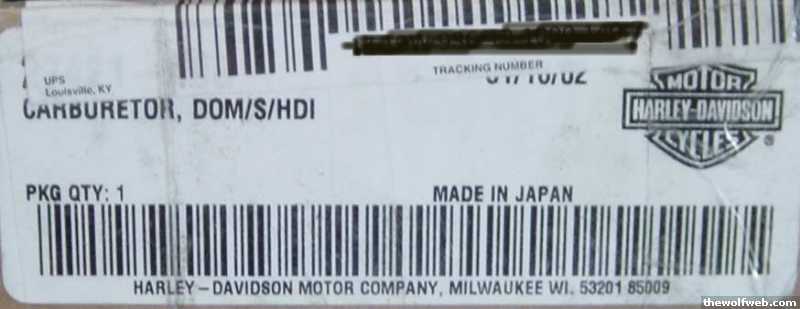 TRACKING NUMBER
UPS
Louisville, KY
CARBURETOR, DOM/S/HDI
MOTOR
HARLEY-DAVIDSON
CYCLES
®
PKG QTY: 1
MADE IN JAPAN
HARLEY-DAVIDSON MOTOR COMPANY, MILWAUKEE WI. 53201 85009
thewolfweb.com